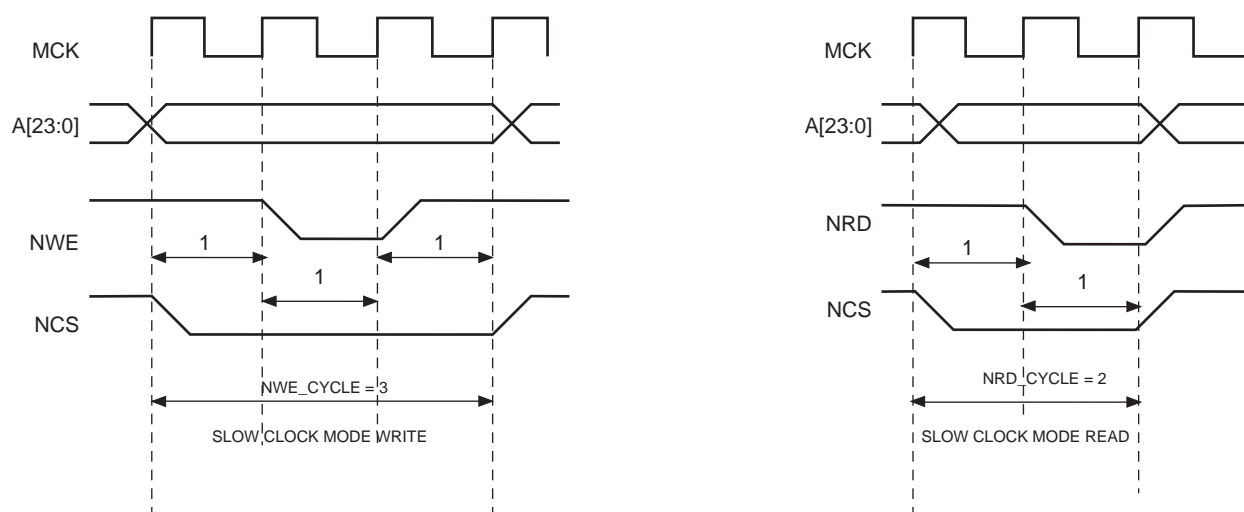 MCK
A[23:0]
NWE
1
1
1
NCS
NWE_CYCLE = 3
SLOW CLOCK MODE WRITE
MCK
A[23:0]
NRD
1
1
NCS
NRD_CYCLE = 2
SLOW CLOCK MODE READ